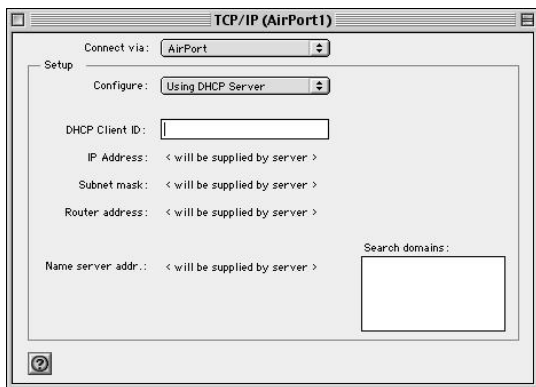 TCP/IP (AirPort1)
Connect via: AirPort
Setup
Configure: Using DHCP Server
DHCP Client ID:
IP Address: < will be supplied by server >
Subnet mask: < will be supplied by server >
Router address: < will be supplied by server >
Search domains:
Name server addr.: < will be supplied by server >
?